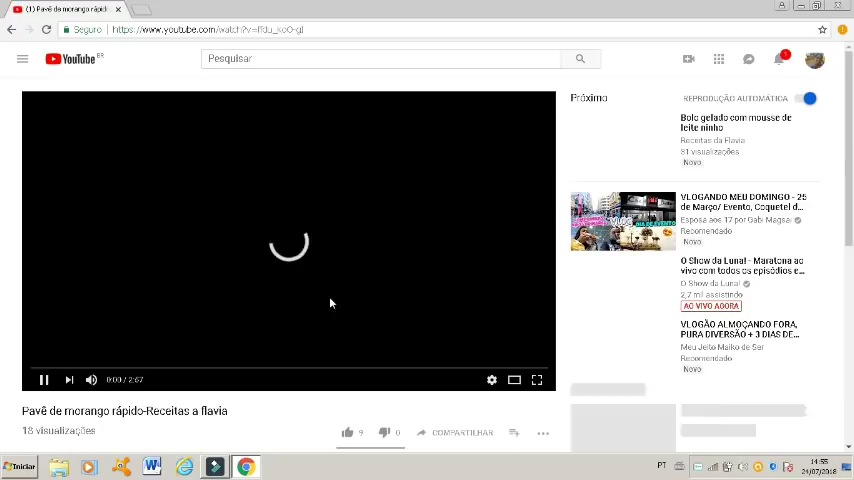 (1) Pavê de morango rápid
Seguro
https://www.youtube.com/watch?v=
YouTube BR
Pesquisar
1
Próximo
REPRODUÇÃO AUTOMÁTICA
Bolo gelado com mousse de
leite ninho
Receitas da Flavia
31 visualizações
Novo
VLOGANDO MEU DOMINGO - 25
de Março/ Evento, Coquetel d...
Esposa aos 17 por Gabi Magsai
Recomendado
Novo
VLOG
O Show da Luna! - Maratona ao
vivo com todos os episódios e...
O Show da Luna!
2,7 mil assistindo
AO VIVO AGORA
VLOGÃO ALMOÇANDO FORA,
PURA DIVERSÃO + 3 DIAS DE...
Meu Jeito Maiko de Ser
Recomendado
Novo
0:00 / 2:57
Pavê de morango rápido-Receitas a flavia
18 visualizações
9
0
COMPARTILHAR
Iniciar
PT
14:55
24/07/2018